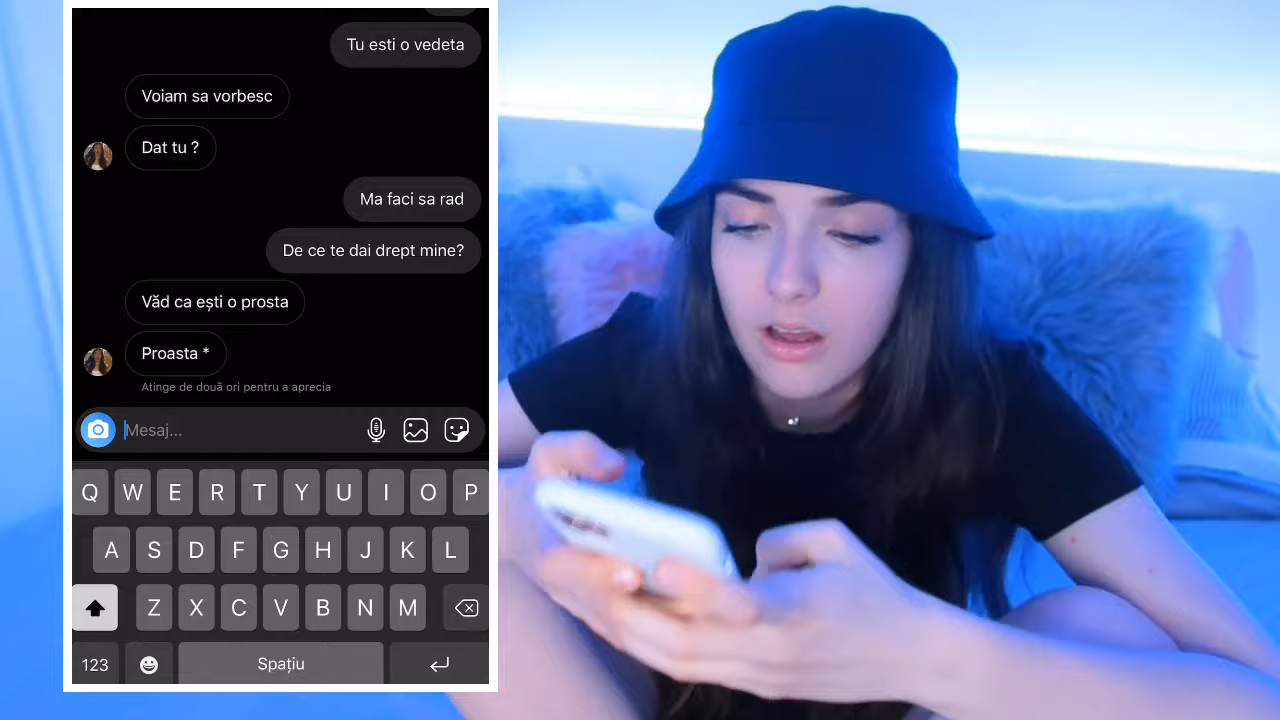 Tu esti o vedeta
Voiam sa vorbesc
Dat tu ?
Ma faci sa rad
De ce te dai drept mine?
Văd ca ești o prosta
Proasta *
Atinge de două ori pentru a aprecia
Mesaj...
Q W E R T Y U I O P
A S D F G H J K L
Z X C V B N M
123 Spațiu